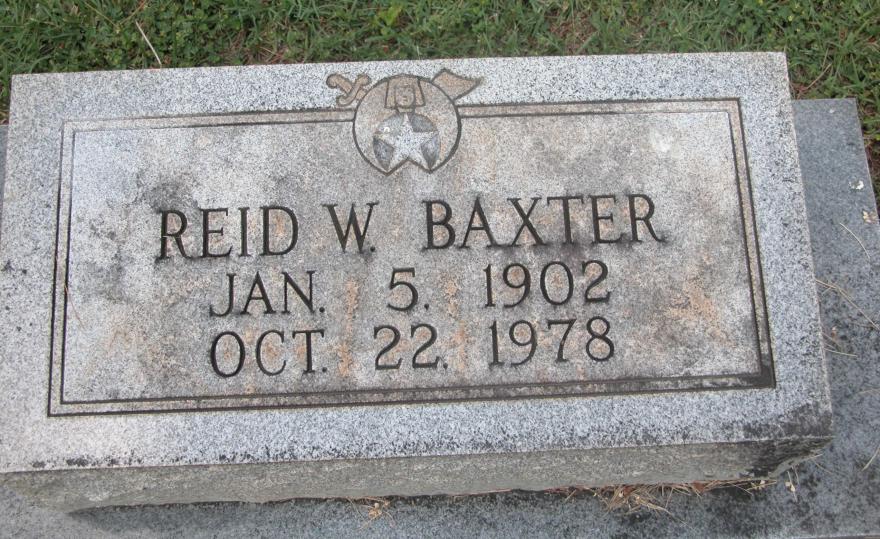 REID W. BAXTER
JAN. 5. 1902
OCT. 22. 1978